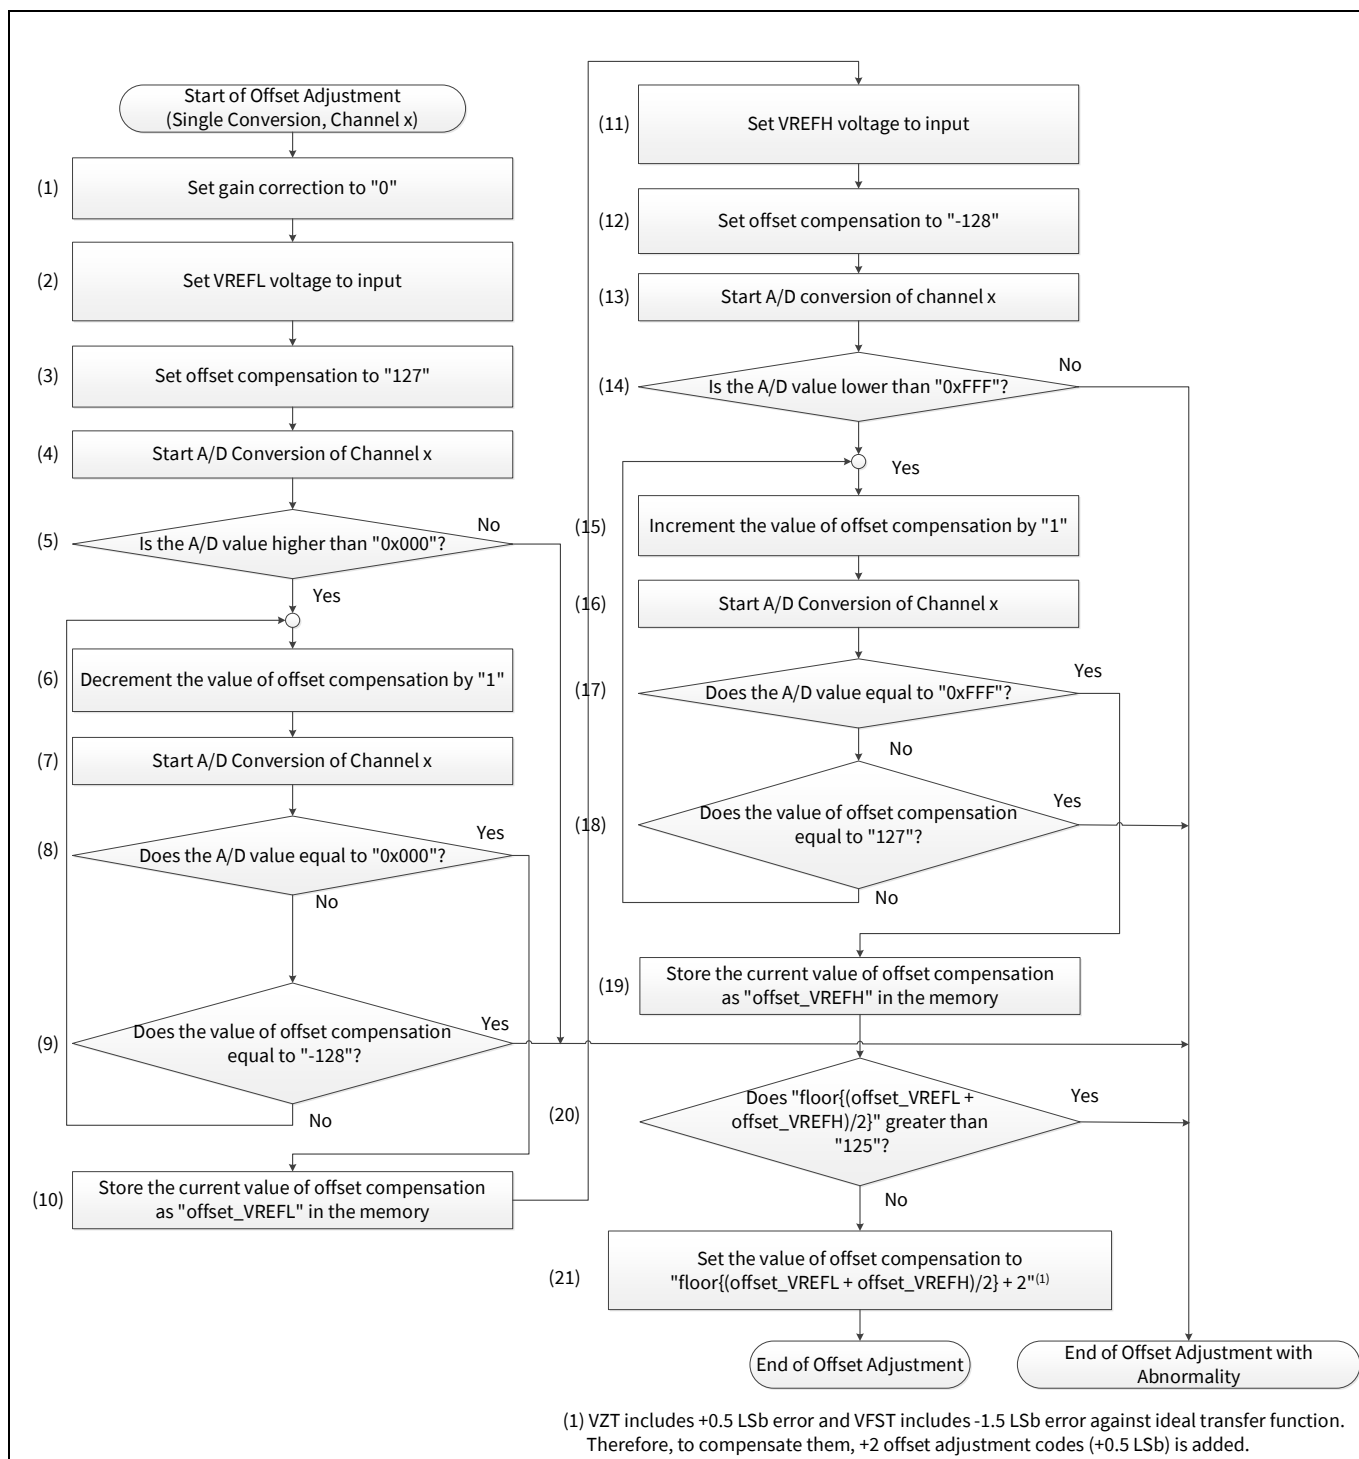 Start of Offset Adjustment
(Single Conversion, Channel x)
(1)
Set gain correction to "0"
(2)
Set VREFL voltage to input
(3)
Set offset compensation to "127"
(4)
Start A/D Conversion of Channel x
(5)
Is the A/D value higher than "0x000"?
No
Yes
(6)
Decrement the value of offset compensation by "1"
(7)
Start A/D Conversion of Channel x
(8)
Does the A/D value equal to "0x000"?
Yes
No
(9)
Does the value of offset compensation
equal to "-128"?
Yes
No
(10)
Store the current value of offset compensation
as "offset_VREFL" in the memory
(11)
Set VREFH voltage to input
(12)
Set offset compensation to "-128"
(13)
Start A/D conversion of channel x
(14)
Is the A/D value lower than "0xFFF"?
No
Yes
(15)
Increment the value of offset compensation by "1"
(16)
Start A/D Conversion of Channel x
(17)
Does the A/D value equal to "0xFFF"?
Yes
No
(18)
Does the value of offset compensation
equal to "127"?
Yes
No
(19)
Store the current value of offset compensation
as "offset_VREFH" in the memory
(20)
Does "floor{(offset_VREFL +
offset_VREFH)/2}" greater than
"125"?
Yes
No
(21)
Set the value of offset compensation to
"floor{(offset_VREFL + offset_VREFH)/2} + 2"(1)
End of Offset Adjustment
End of Offset Adjustment with
Abnormality
(1) VZT includes +0.5 LSb error and VFST includes -1.5 LSb error against ideal transfer function.
Therefore, to compensate them, +2 offset adjustment codes (+0.5 LSb) is added.